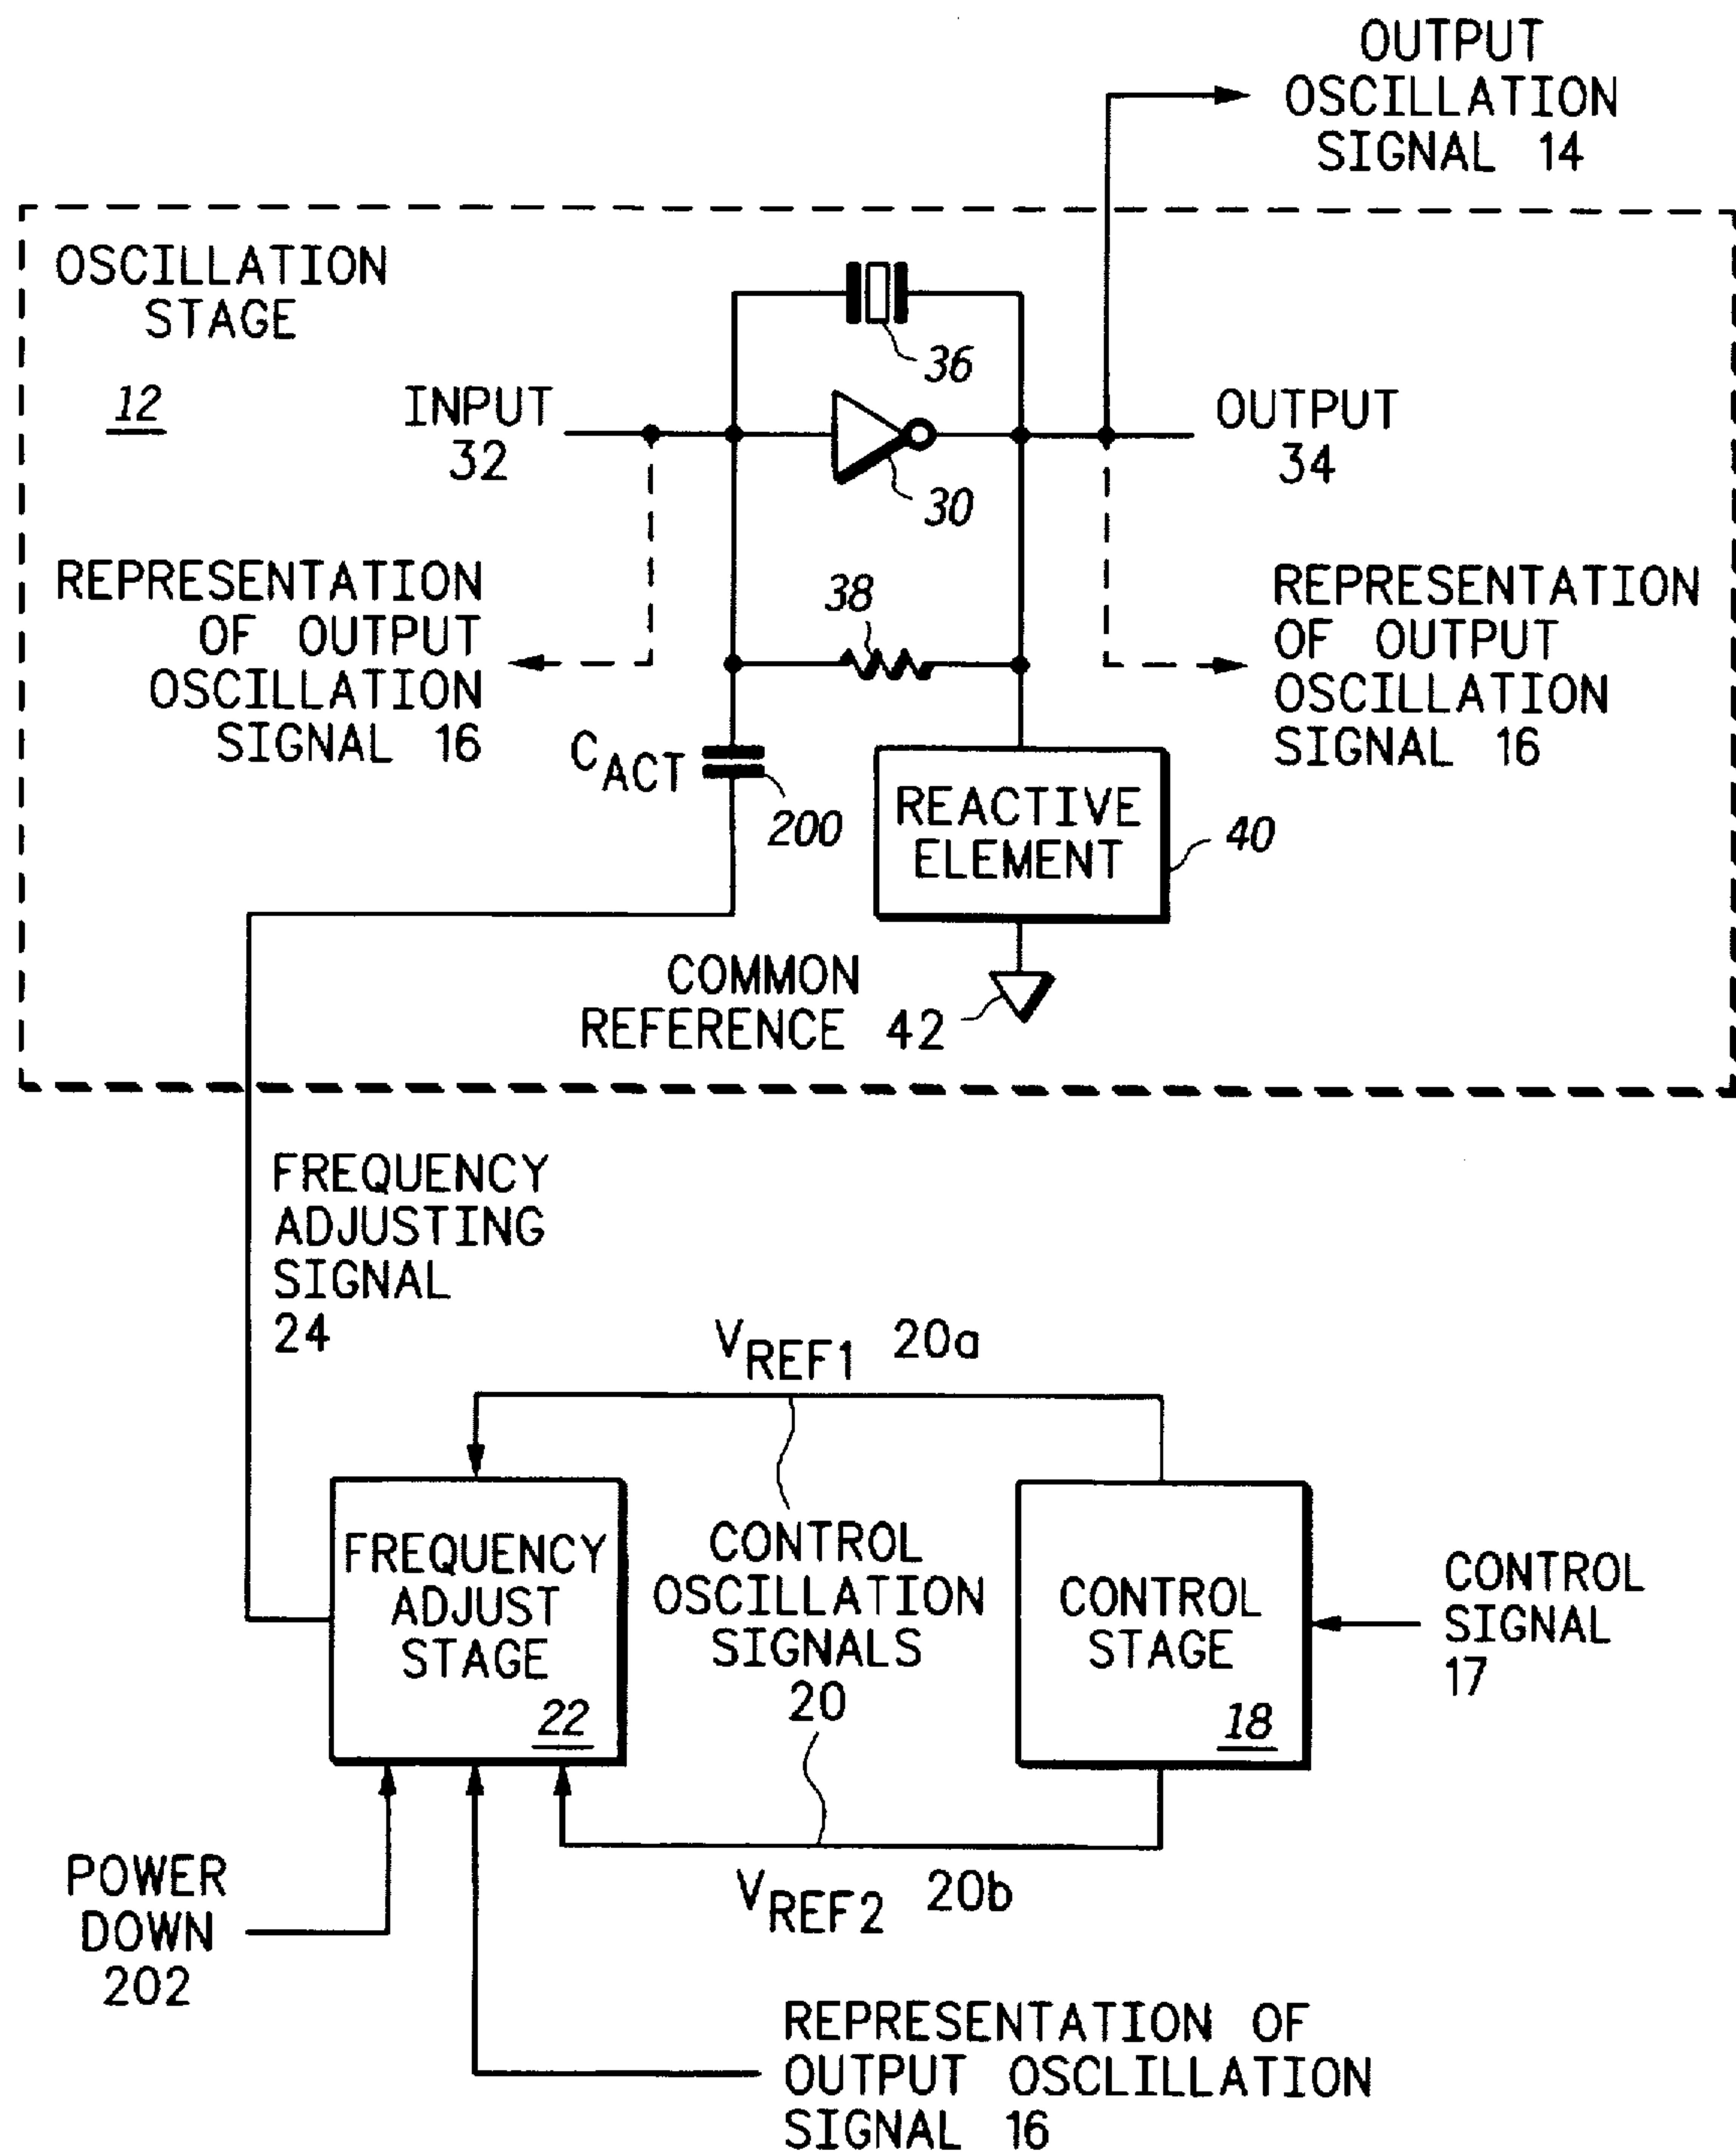 OUTPUT
OSCILLATION
SIGNAL 14
OSCILLATION
STAGE
12
36
INPUT
32
30
OUTPUT
34
REPRESENTATION
OF OUTPUT
OSCILLATION
SIGNAL 16
38
REPRESENTATION
OF OUTPUT
OSCILLATION
SIGNAL 16
CACT
200
REACTIVE
ELEMENT
40
COMMON
REFERENCE 42
FREQUENCY
ADJUSTING
SIGNAL
24
VREF1 20a
FREQUENCY
ADJUST
STAGE
22
CONTROL
OSCILLATION
SIGNALS
20
CONTROL
STAGE
18
CONTROL
SIGNAL
17
VREF2 20b
POWER
DOWN
202
REPRESENTATION OF
OUTPUT OSCLILLATION
SIGNAL 16